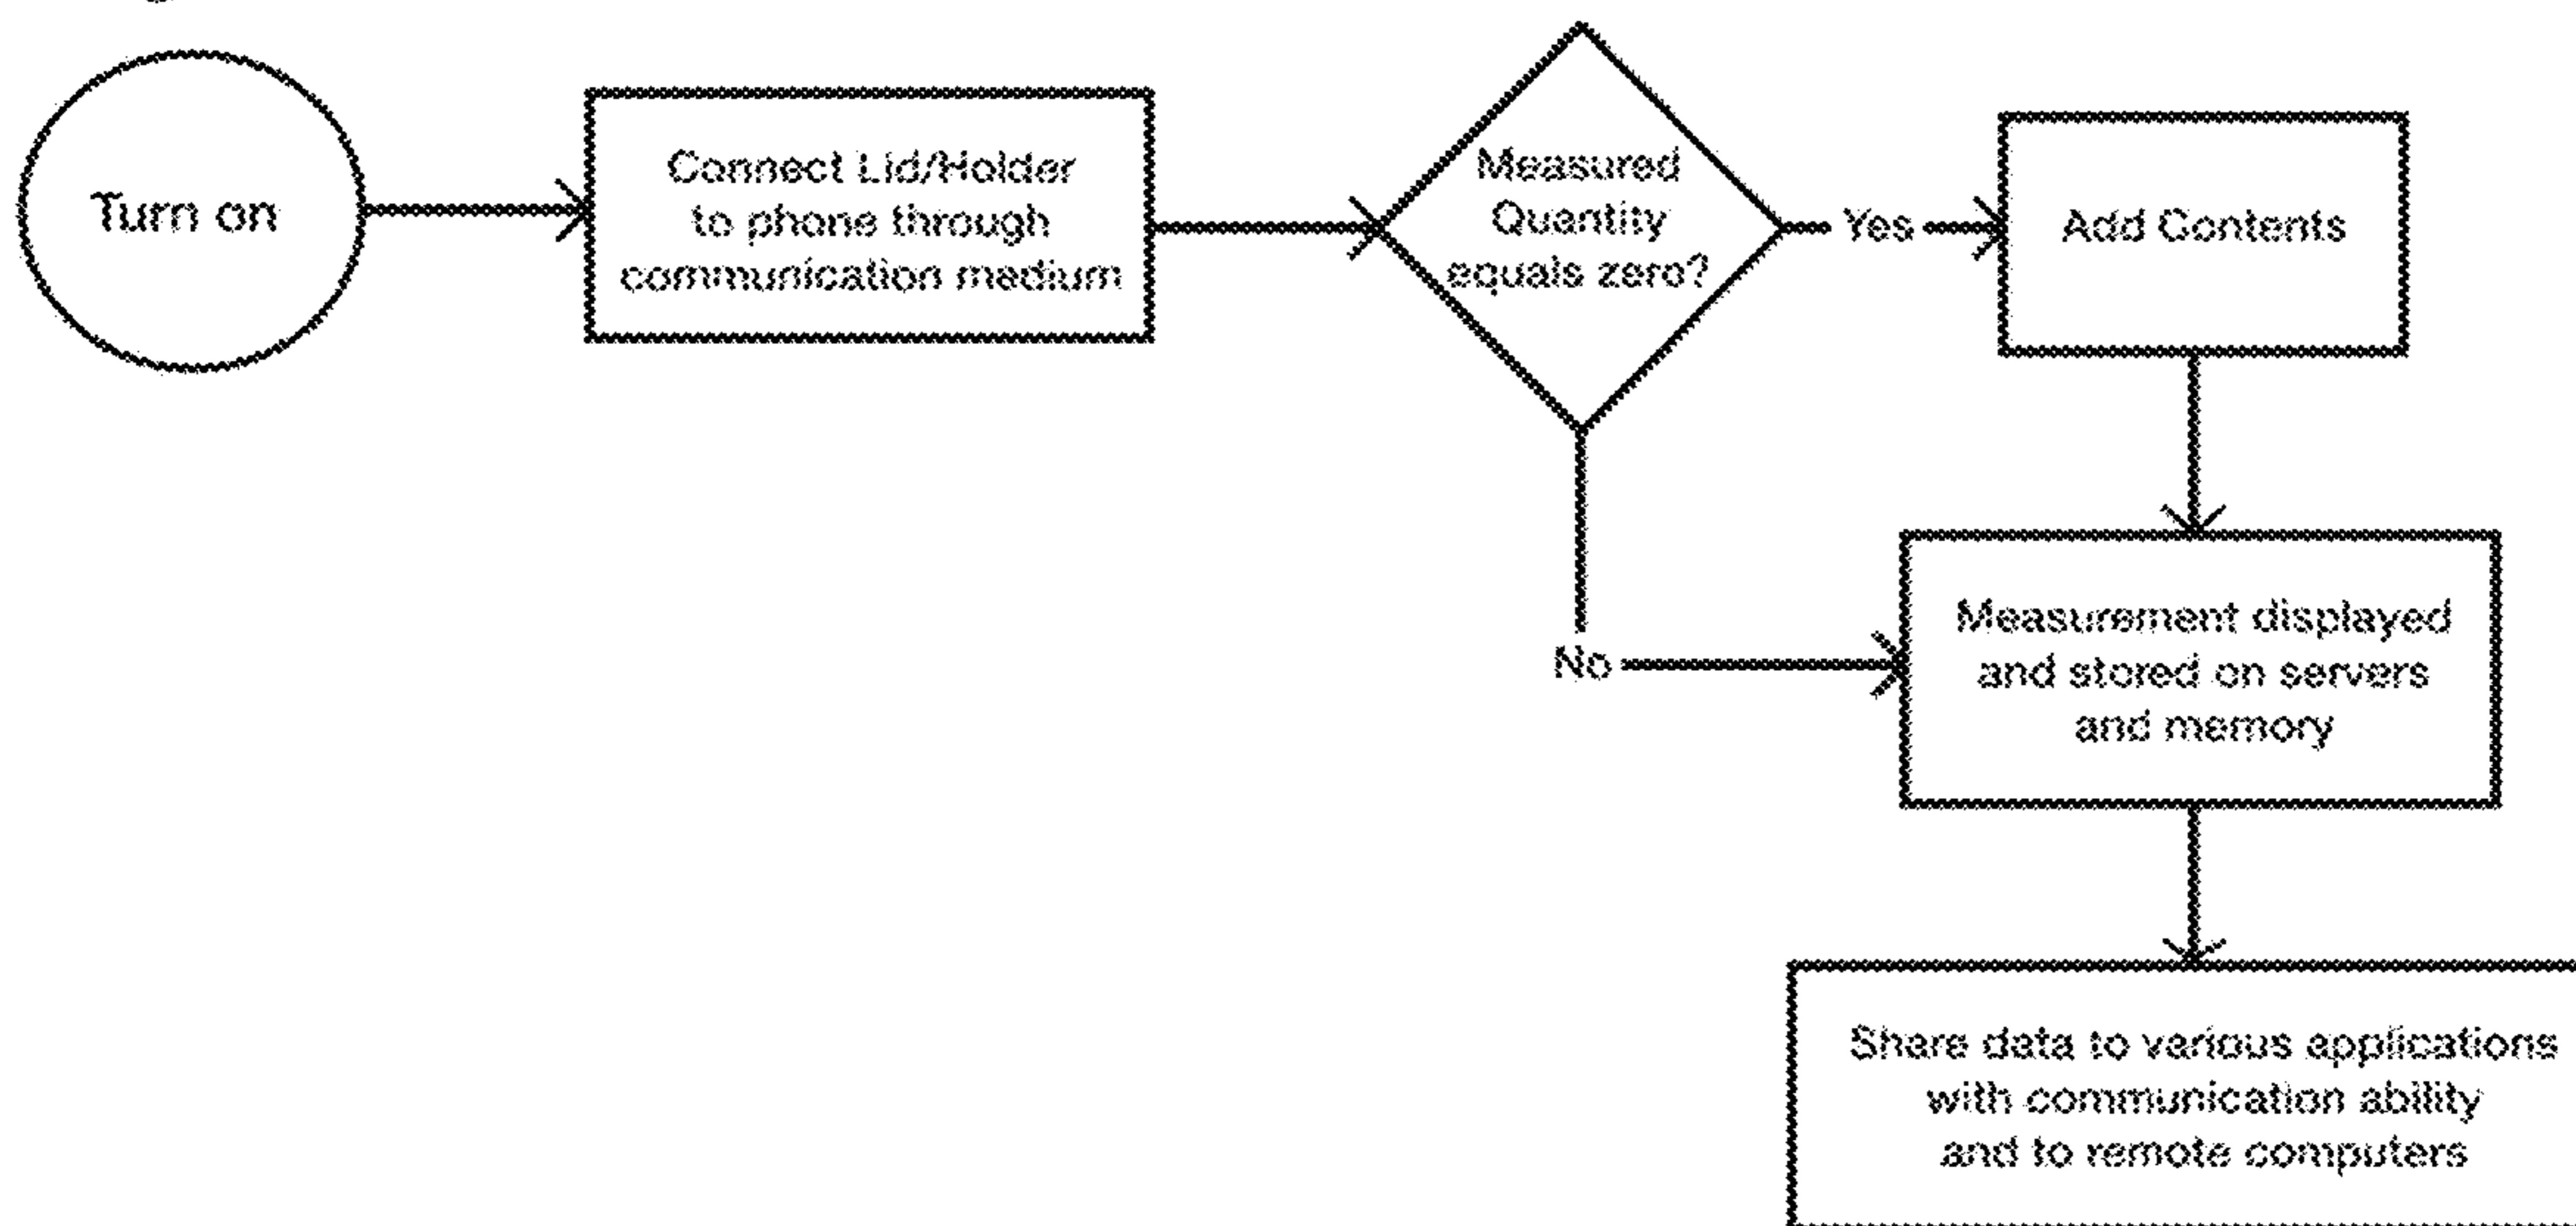 Turn on
Connect Lid/Holder
to phone through
communication medium
Measured
Quantity
equals zero?
Yes
Add Contents
No
Measurement displayed
and stored on servers
and memory
Share data to various applications
with communication ability
and to remote computers